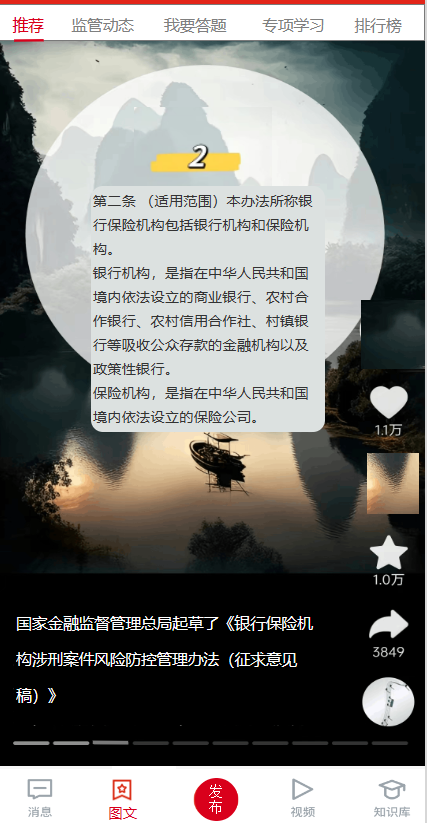 推荐 监管动态 我要答题 专项学习 排行榜
2
第二条 （适用范围）本办法所称银
行保险机构包括银行机构和保险机
构。
银行机构，是指在中华人民共和国
境内依法设立的商业银行、农村合
作银行、农村信用合作社、村镇银
行等吸收公众存款的金融机构以及
政策性银行。
保险机构，是指在中华人民共和国
境内依法设立的保险公司。
1.1万
1.0万
3849
国家金融监督管理总局起草了《银行保险机
构涉刑案件风险防控管理办法（征求意见
稿）》
消息 图文 发布 视频 知识库